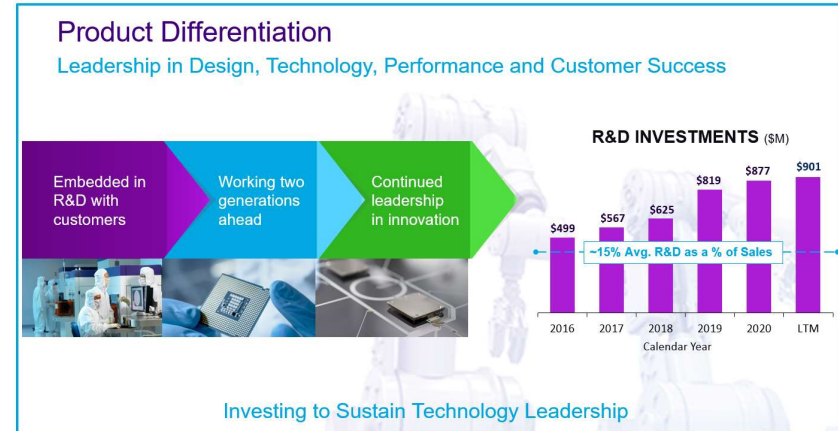 Product Differentiation
Leadership in Design, Technology, Performance and Customer Success
Embedded in
R&D with
customers
Working two
generations
ahead
Continued
leadership
in innovation
R&D INVESTMENTS ($M)
$499
$567
$625
$819
$877
$901
~15% Avg. R&D as a % of Sales
2016
2017
2018
2019
2020
LTM
Calendar Year
Investing to Sustain Technology Leadership